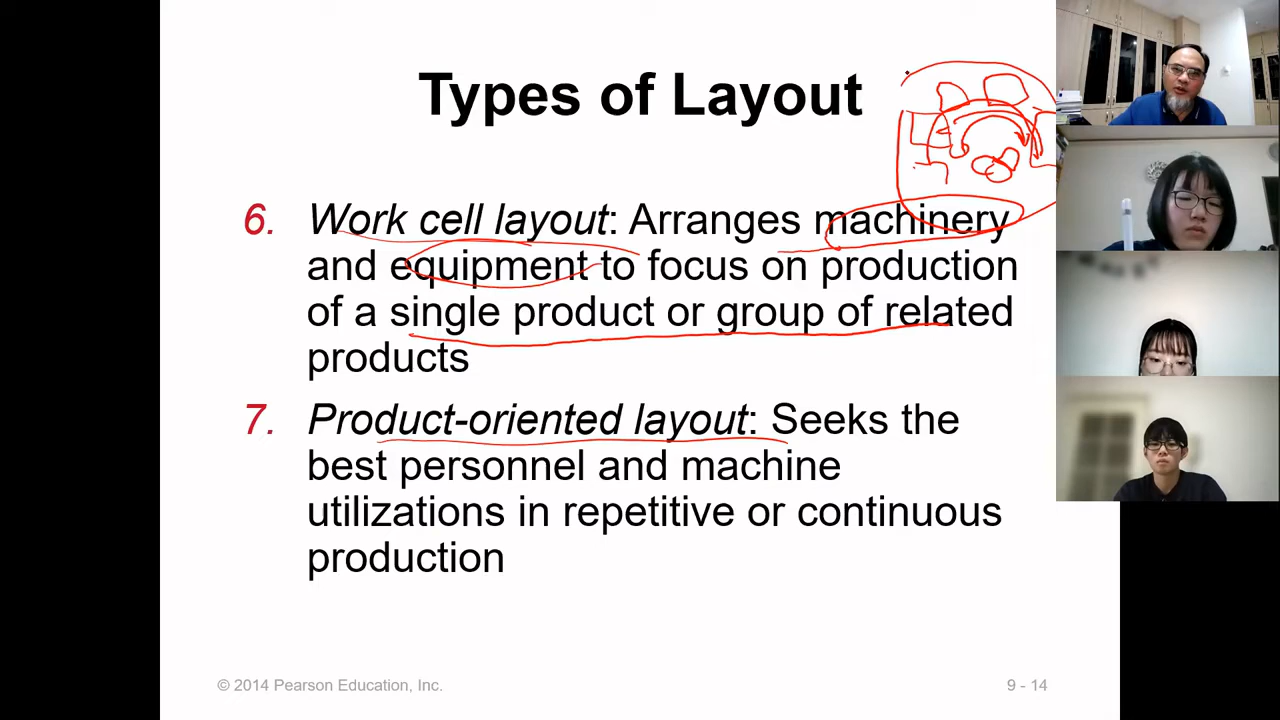 Types of Layout
6. Work cell layout: Arranges machinery
and equipment to focus on production
of a single product or group of related
products
7. Product-oriented layout: Seeks the
best personnel and machine
utilizations in repetitive or continuous
production
© 2014 Pearson Education, Inc.
9 - 14